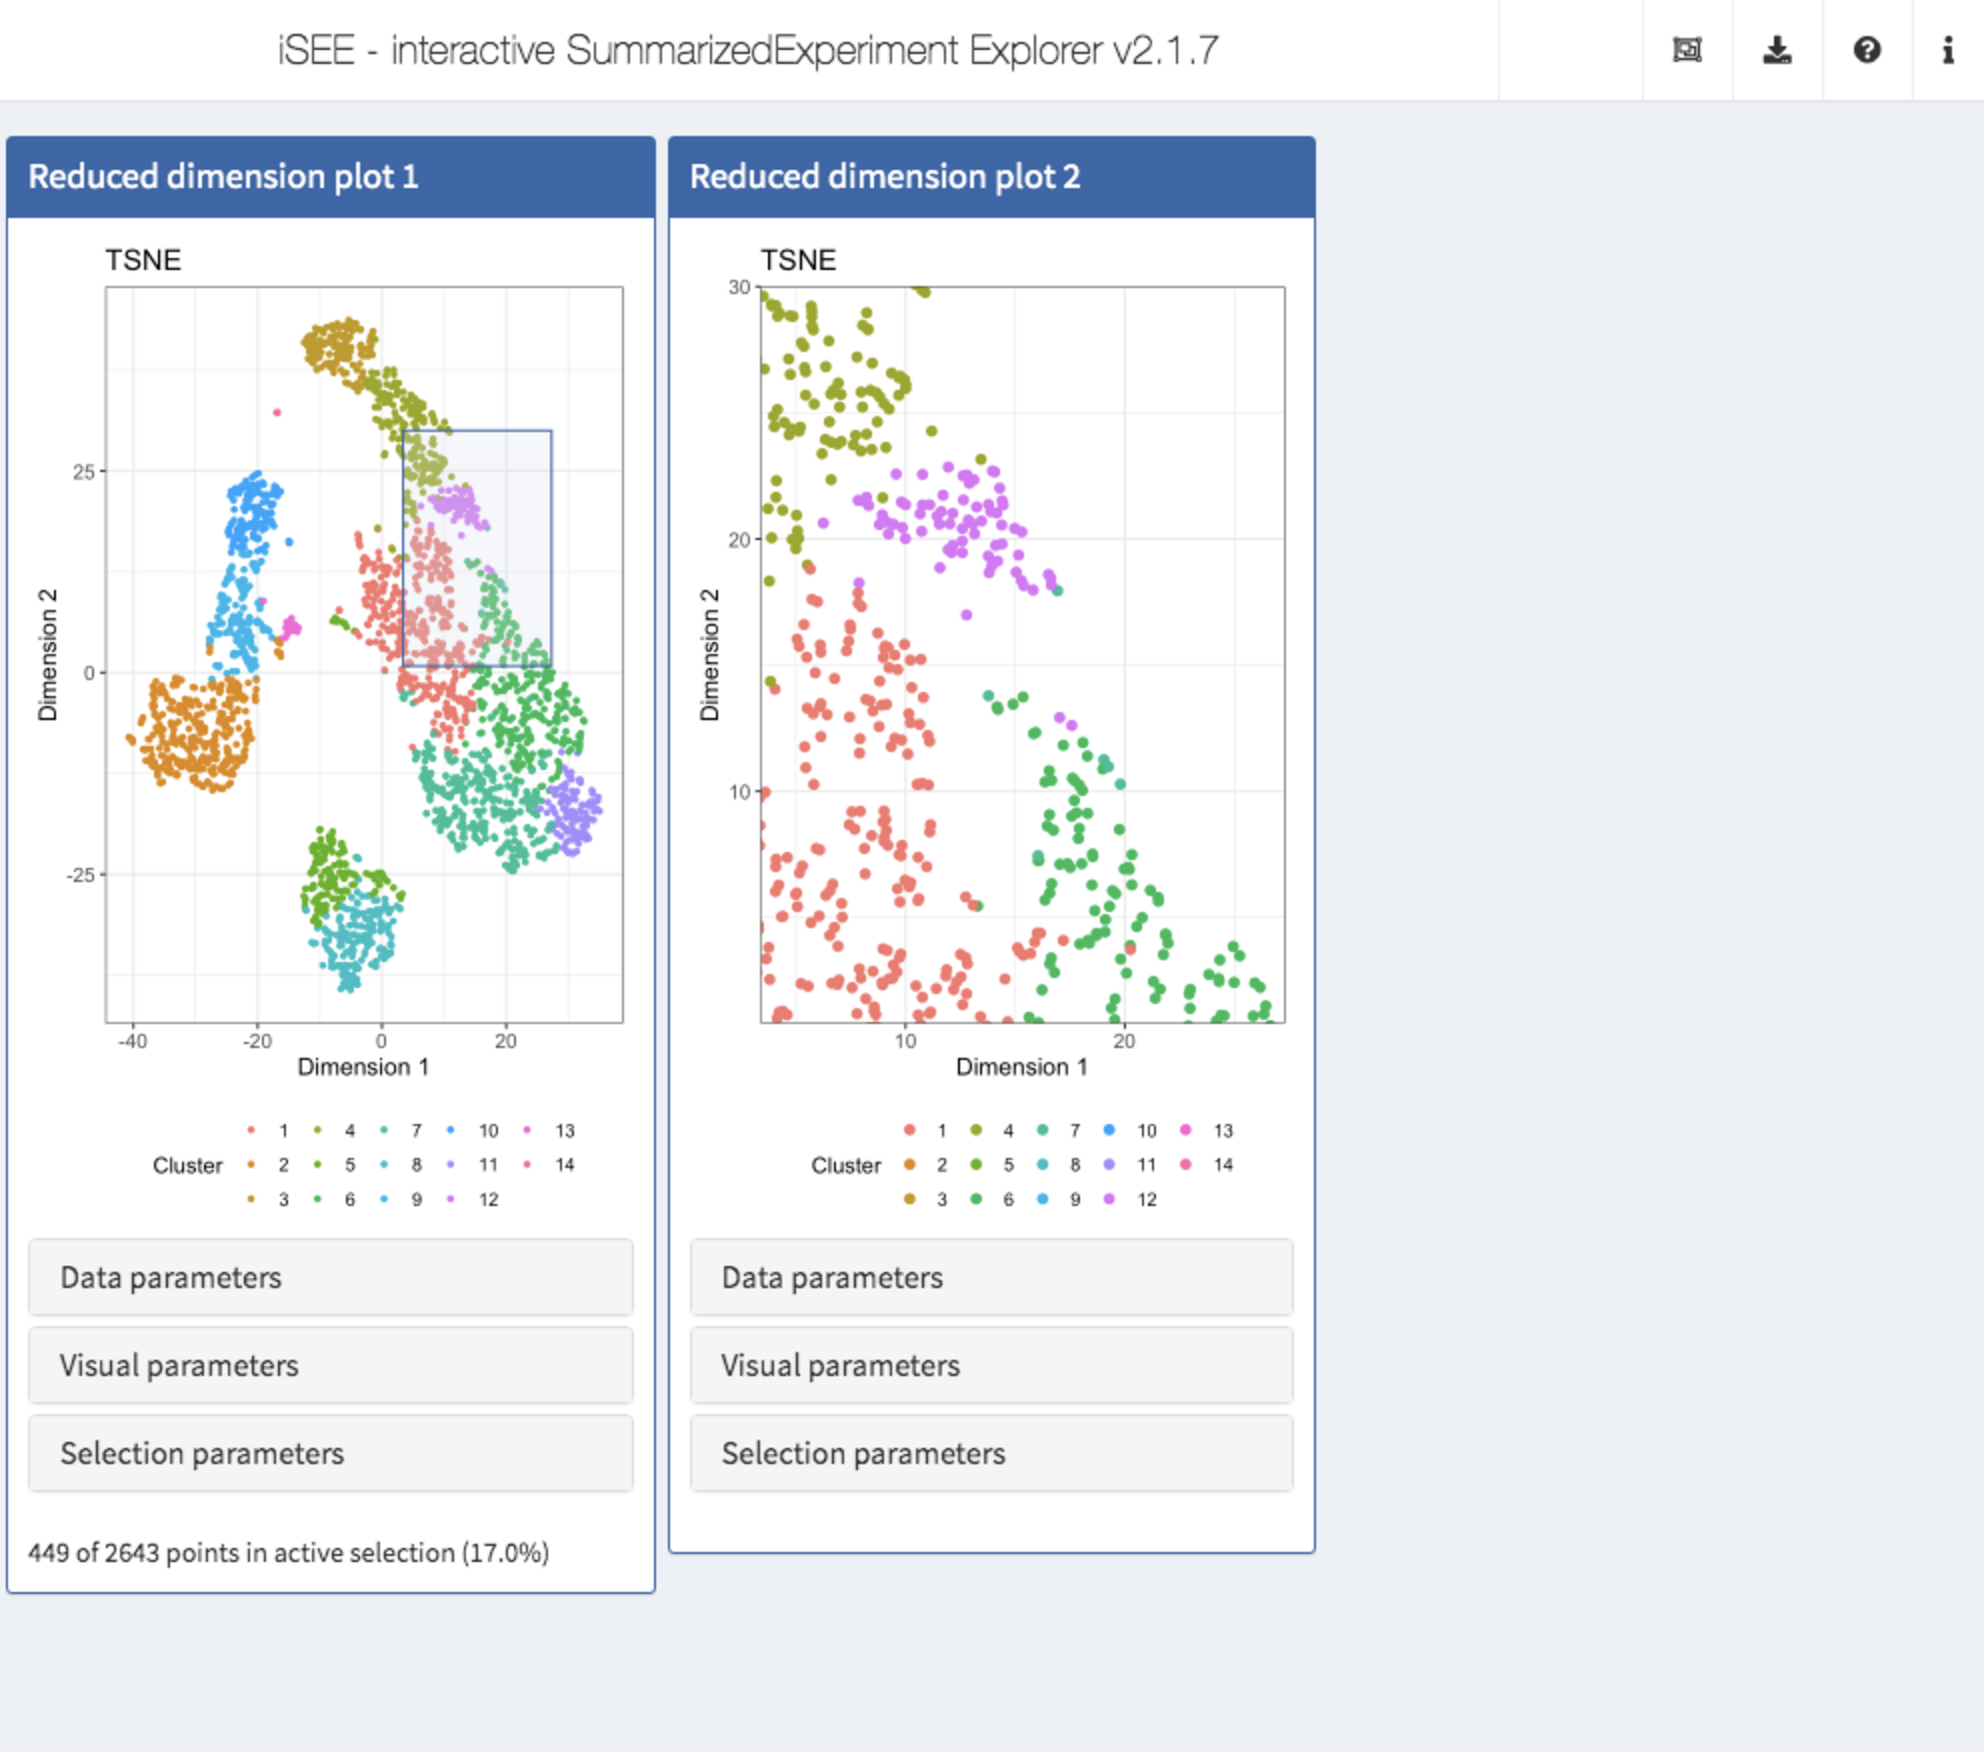 iSEE - interactive SummarizedExperiment Explorer v2.1.7
Reduced dimension plot 1
TSNE
25
0
-25
Dimension 2
-40 -20 0 20
Dimension 1
1 4 7 10 13
Cluster 2 5 8 11 14
3 6 9 12
Data parameters
Visual parameters
Selection parameters
449 of 2643 points in active selection (17.0%)
Reduced dimension plot 2
TSNE
30
20
10
Dimension 2
10 20
Dimension 1
1 4 7 10 13
Cluster 2 5 8 11 14
3 6 9 12
Data parameters
Visual parameters
Selection parameters